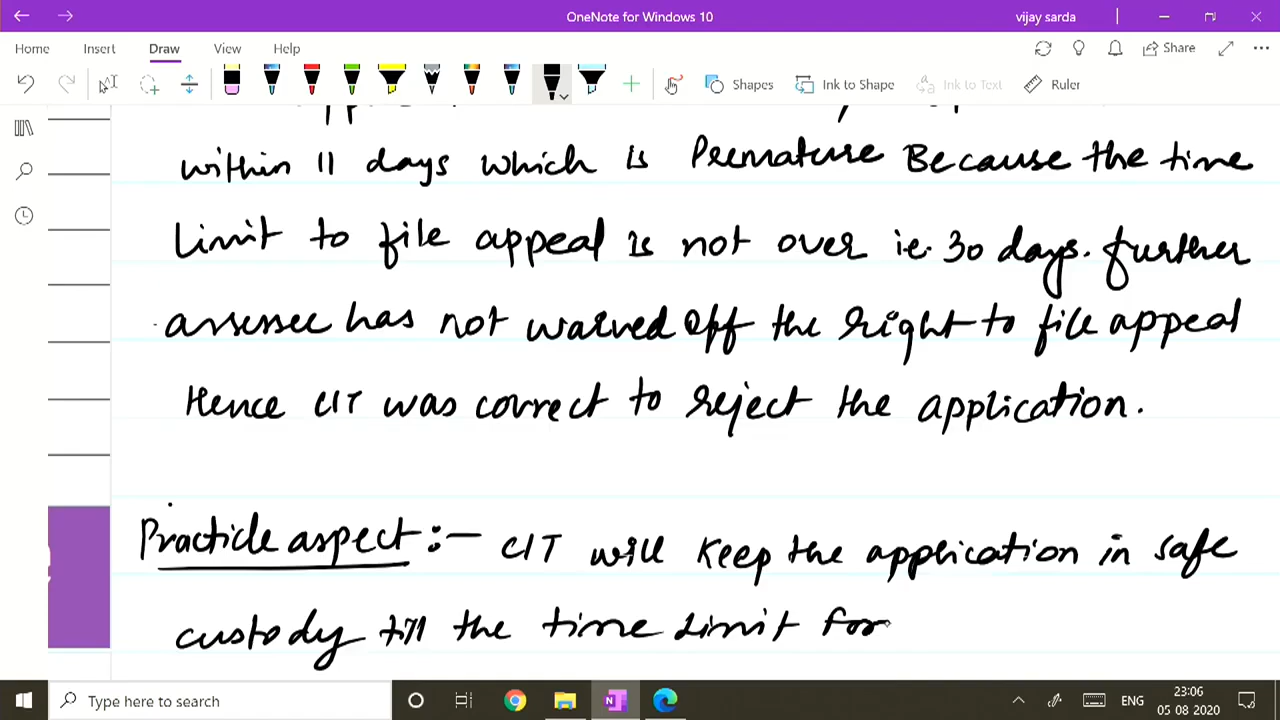 OneNote for Windows 10
vijay sarda
Home Insert Draw View Help
Share
Shapes Ink to Shape Ink to Text Ruler
within 11 days which is Premature Because the time
Limit to file appeal is not over ie. 30 days. further
assessee has not waived off the right to file appeal
Hence CIT was correct to reject the application.
Practicle aspect:- CIT will Keep the application in safe
custody till the time Limit for
Type here to search
ENG
23:06
05-08-2020